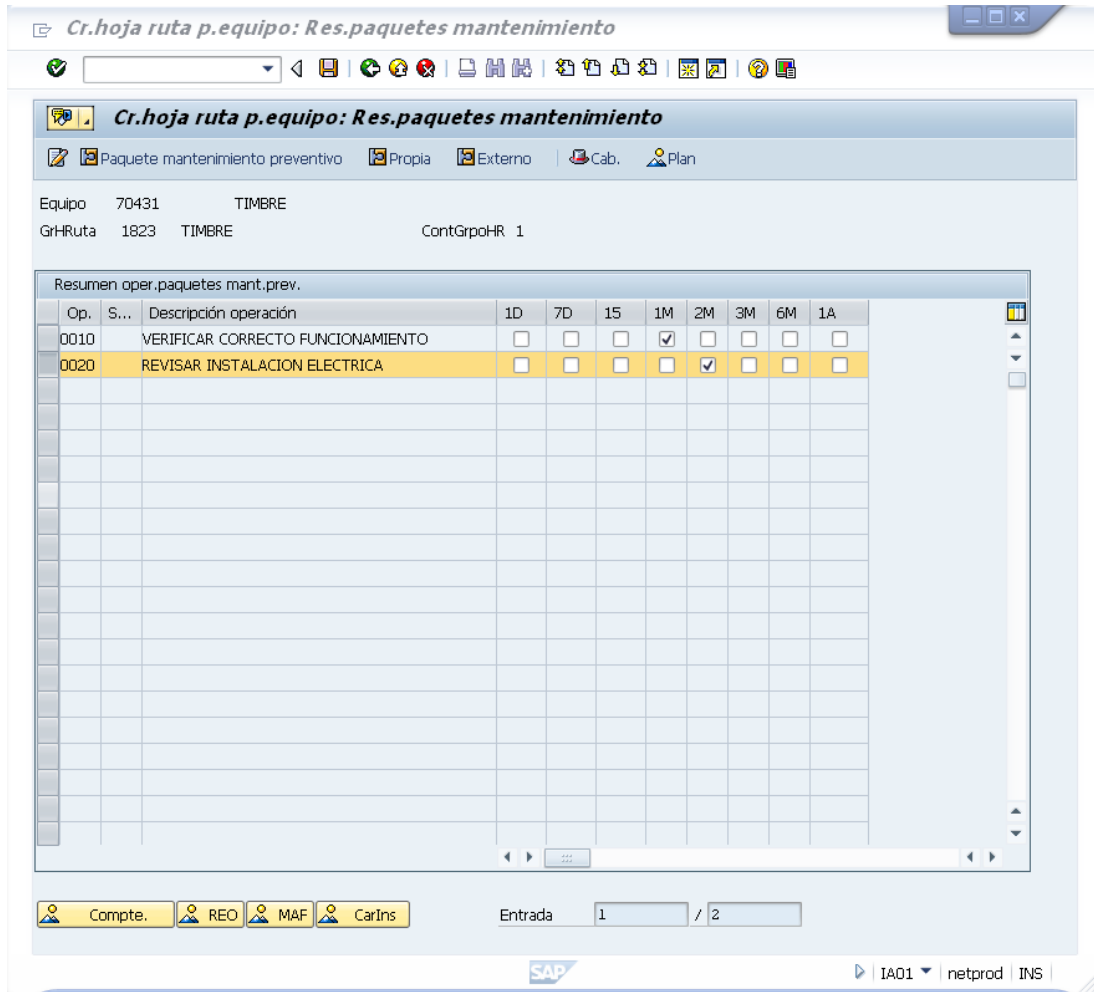 Cr.hoja ruta p.equipo: Res.paquetes mantenimiento
Cr.hoja ruta p.equipo: Res.paquetes mantenimiento
Paquete mantenimiento preventivo Propia Externo Cab. Plan
Equipo 70431 TIMBRE
GrHRuta 1823 TIMBRE ContGrpoHR 1
Resumen oper.paquetes mant.prev.
Op. S... Descripción operación 1D 7D 15 1M 2M 3M 6M 1A
0010 VERIFICAR CORRECTO FUNCIONAMIENTO
0020 REVISAR INSTALACION ELECTRICA
Compte. REO MAF CarIns Entrada 1 / 2
SAP IA01 netprod INS